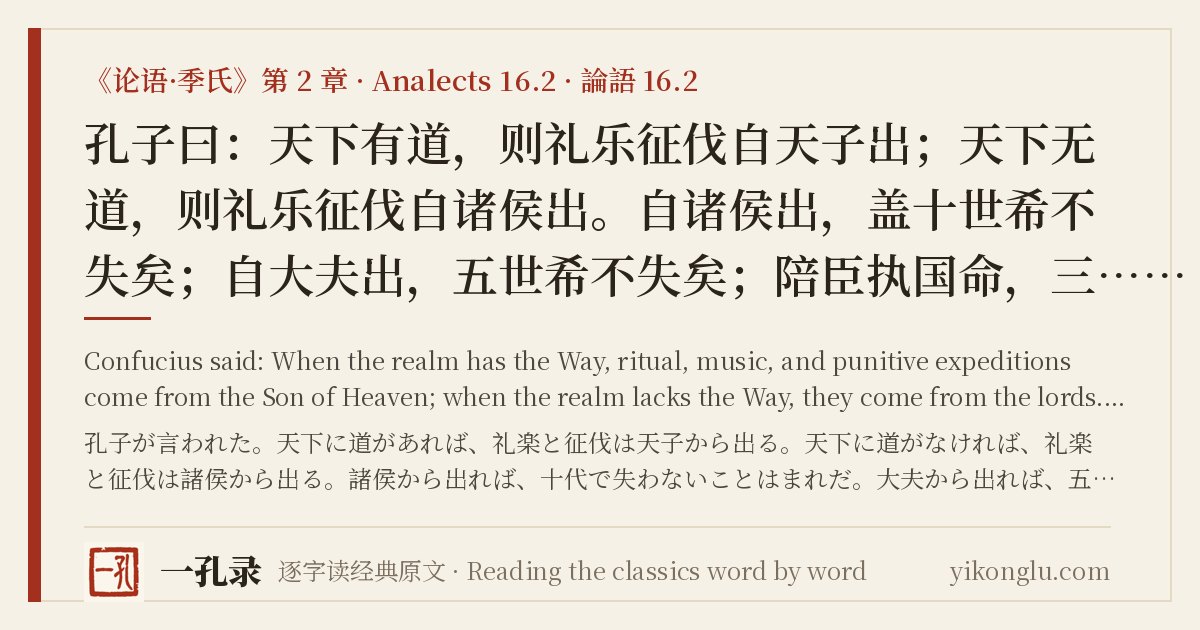 《论语·季氏》第 2 章 · Analects 16.2 · 論語 16.2
孔子曰：天下有道，则礼乐征伐自天子出；天下无
道，则礼乐征伐自诸侯出。自诸侯出，盖十世希不
失矣；自大夫出，五世希不失矣；陪臣执国命，三……
Confucius said: When the realm has the Way, ritual, music, and punitive expeditions
come from the Son of Heaven; when the realm lacks the Way, they come from the lords....
孔子が言われた。天下に道があれば、礼楽と征伐は天子から出る。天下に道がなければ、礼楽
と征伐は諸侯から出る。諸侯から出れば、十代で失わないことはまれだ。大夫から出れば、五…
一孔
一孔录 逐字读经典原文 · Reading the classics word by word yikonglu.com